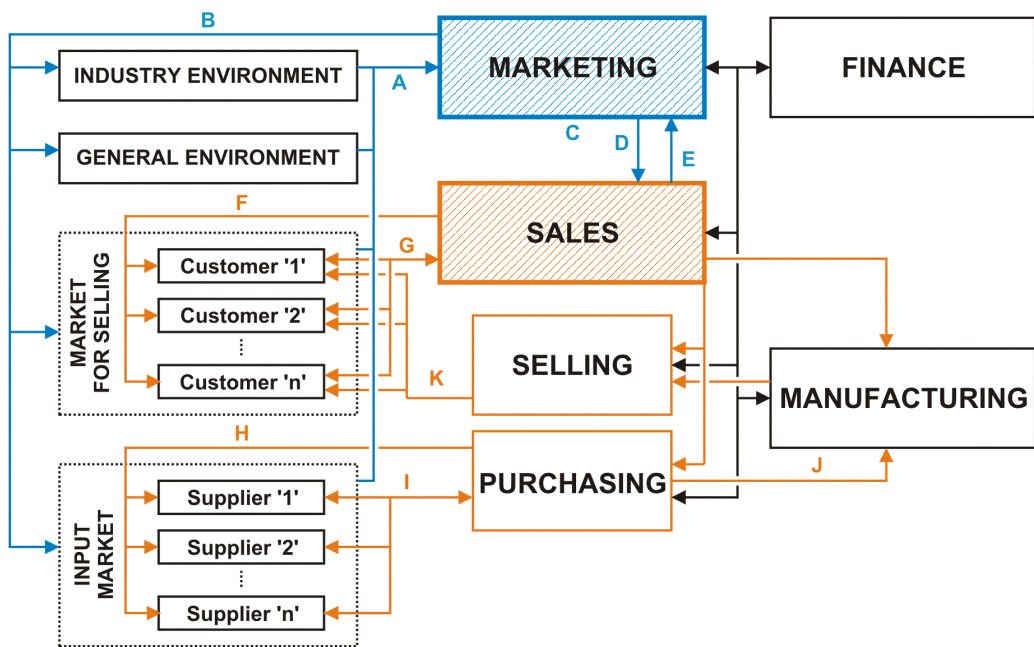 B
INDUSTRY ENVIRONMENT
A
MARKETING
FINANCE
GENERAL ENVIRONMENT
C
D
E
F
SALES
G
MARKET
FOR SELLING
Customer '1'
Customer '2'
Customer 'n'
SELLING
K
MANUFACTURING
H
PURCHASING
I
J
INPUT
MARKET
Supplier '1'
Supplier '2'
Supplier 'n'